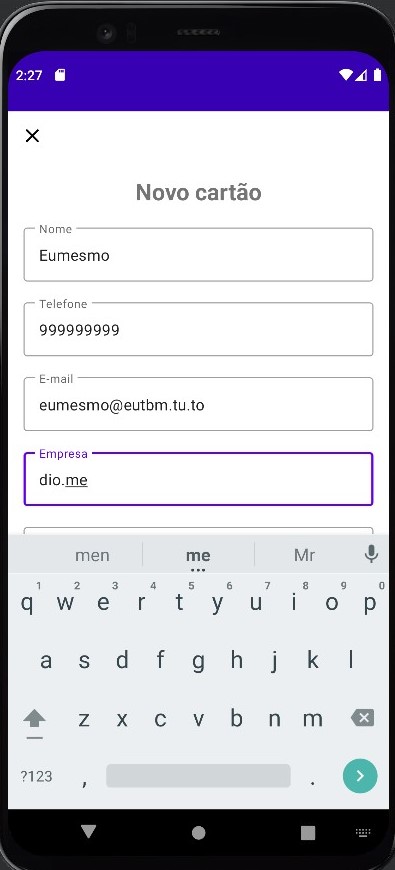 2:27
Novo cartão
Nome
Eumesmo
Telefone
999999999
E-mail
eumesmo@eutbm.tu.to
Empresa
dio.me
men me Mr
1 2 3 4 5 6 7 8 9 0
q w e r t y u i o p
a s d f g h j k l
z x c v b n m
?123 , .